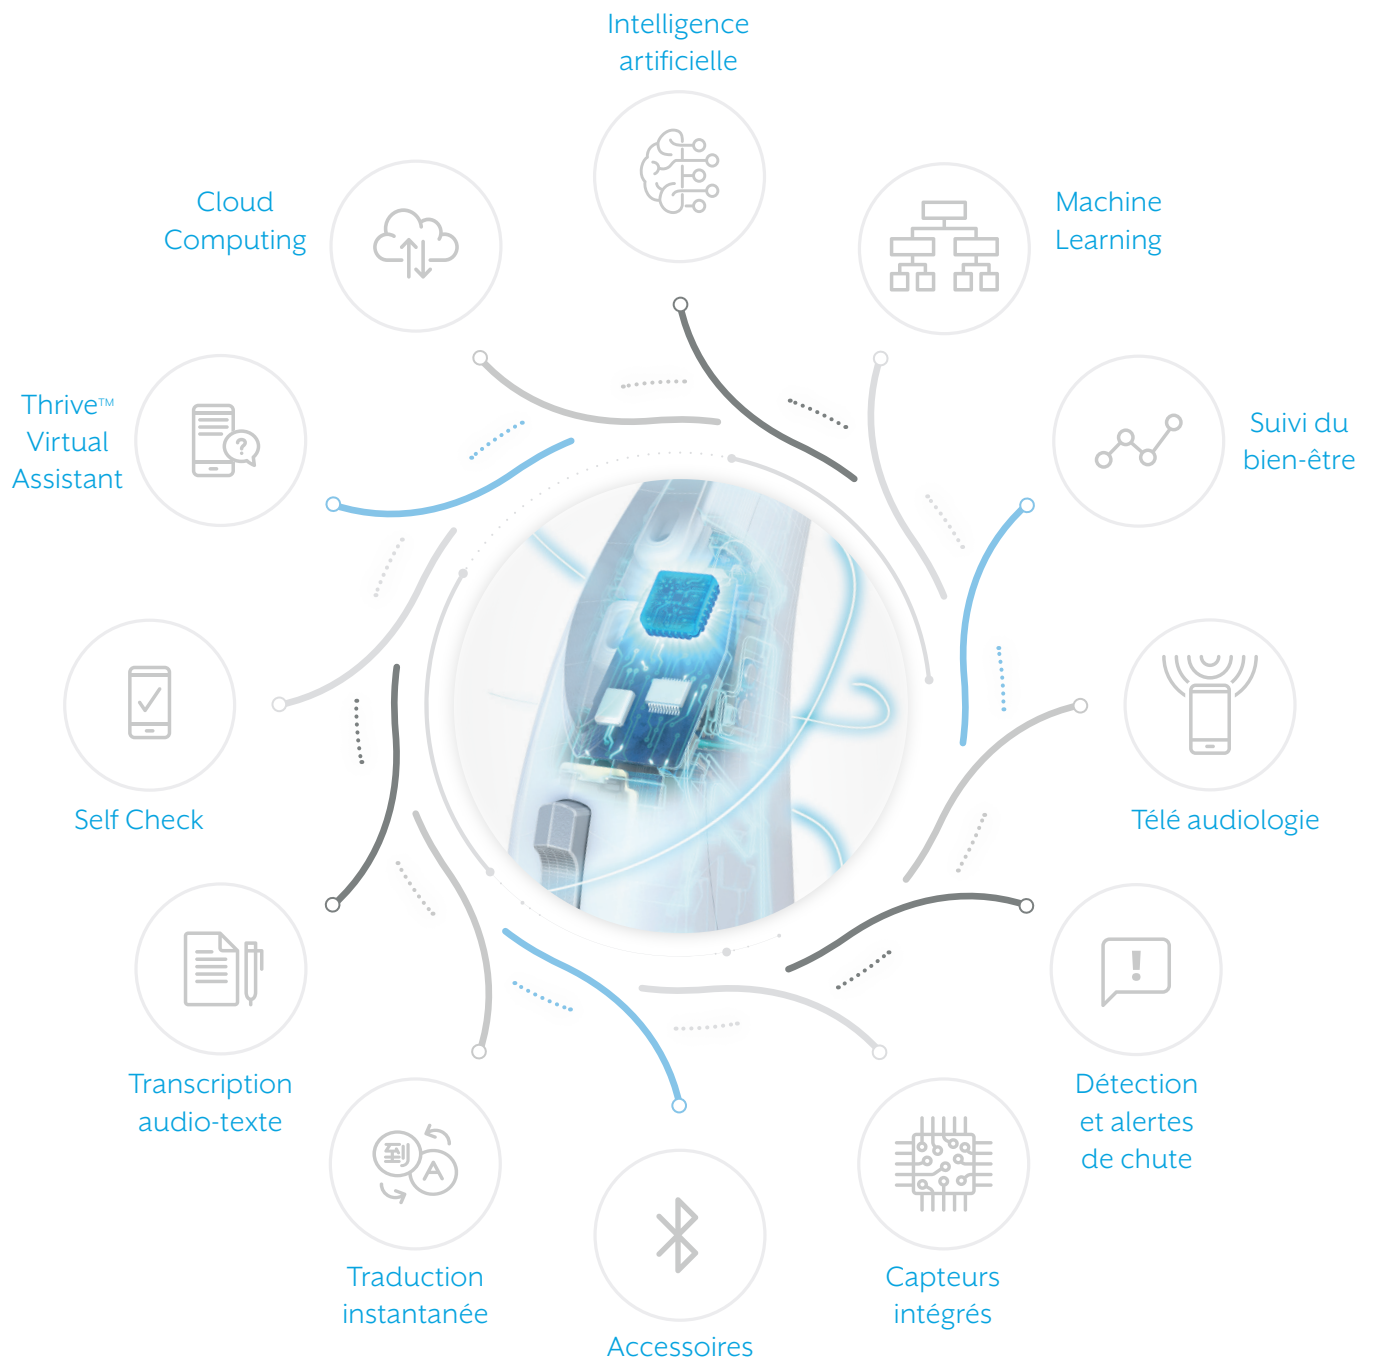 Intelligence
artificielle
Machine
Learning
Suivi du
bien-être
Télé audiologie
Détection
et alertes
de chute
Capteurs
intégrés
Accessoires
Traduction
instantanée
到
A
Transcription
audio-texte
Self Check
Thrive™
Virtual
Assistant
?
Cloud
Computing
!